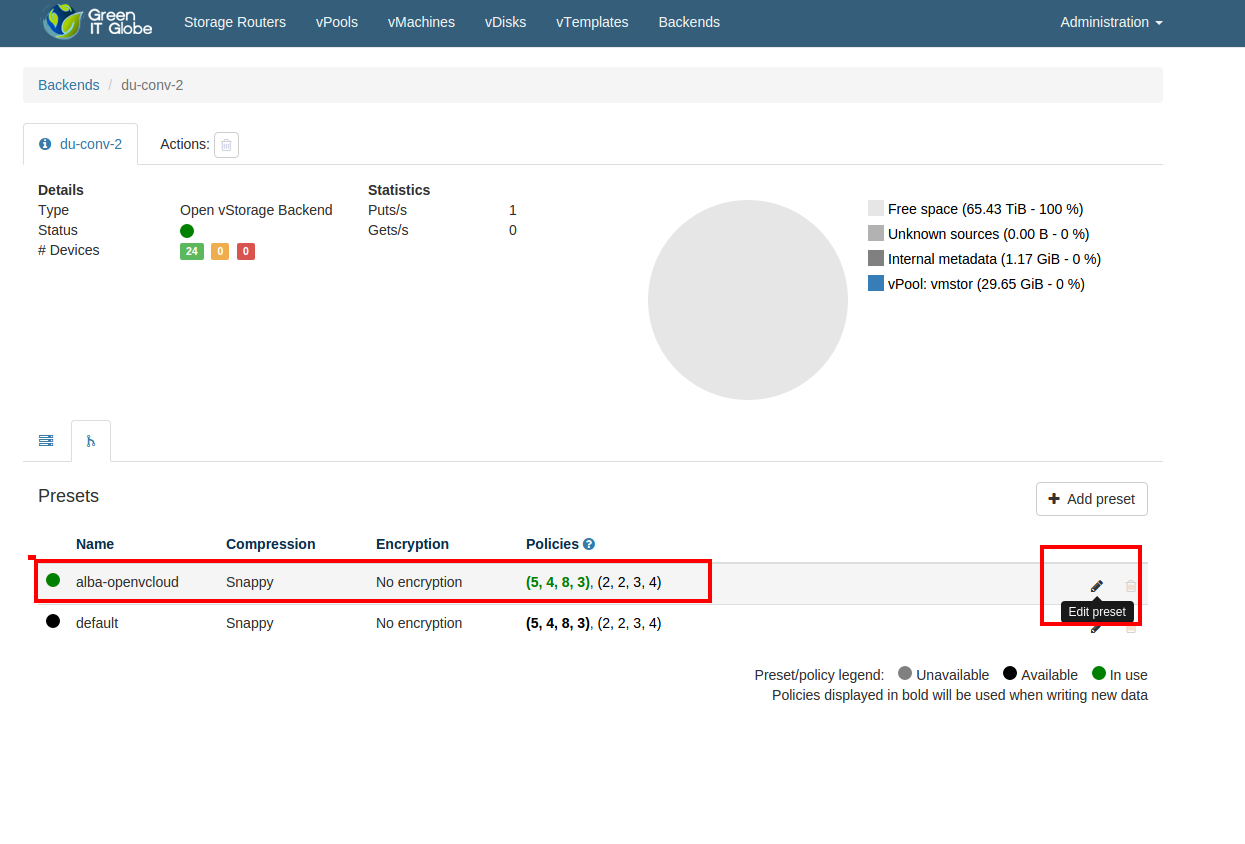 Green
IT Globe
Storage Routers vPools vMachines vDisks vTemplates Backends Administration
Backends / du-conv-2
du-conv-2 Actions:
Details Statistics
Type Open vStorage Backend Puts/s 1
Status Gets/s 0
# Devices 24 0 0
Free space (65.43 TiB - 100 %)
Unknown sources (0.00 B - 0 %)
Internal metadata (1.17 GiB - 0 %)
vPool: vmstor (29.65 GiB - 0 %)
Presets
Add preset
Name Compression Encryption Policies
alba-openvcloud Snappy No encryption (5, 4, 8, 3), (2, 2, 3, 4)
Edit preset
default Snappy No encryption (5, 4, 8, 3), (2, 2, 3, 4)
Preset/policy legend: Unavailable Available In use
Policies displayed in bold will be used when writing new data